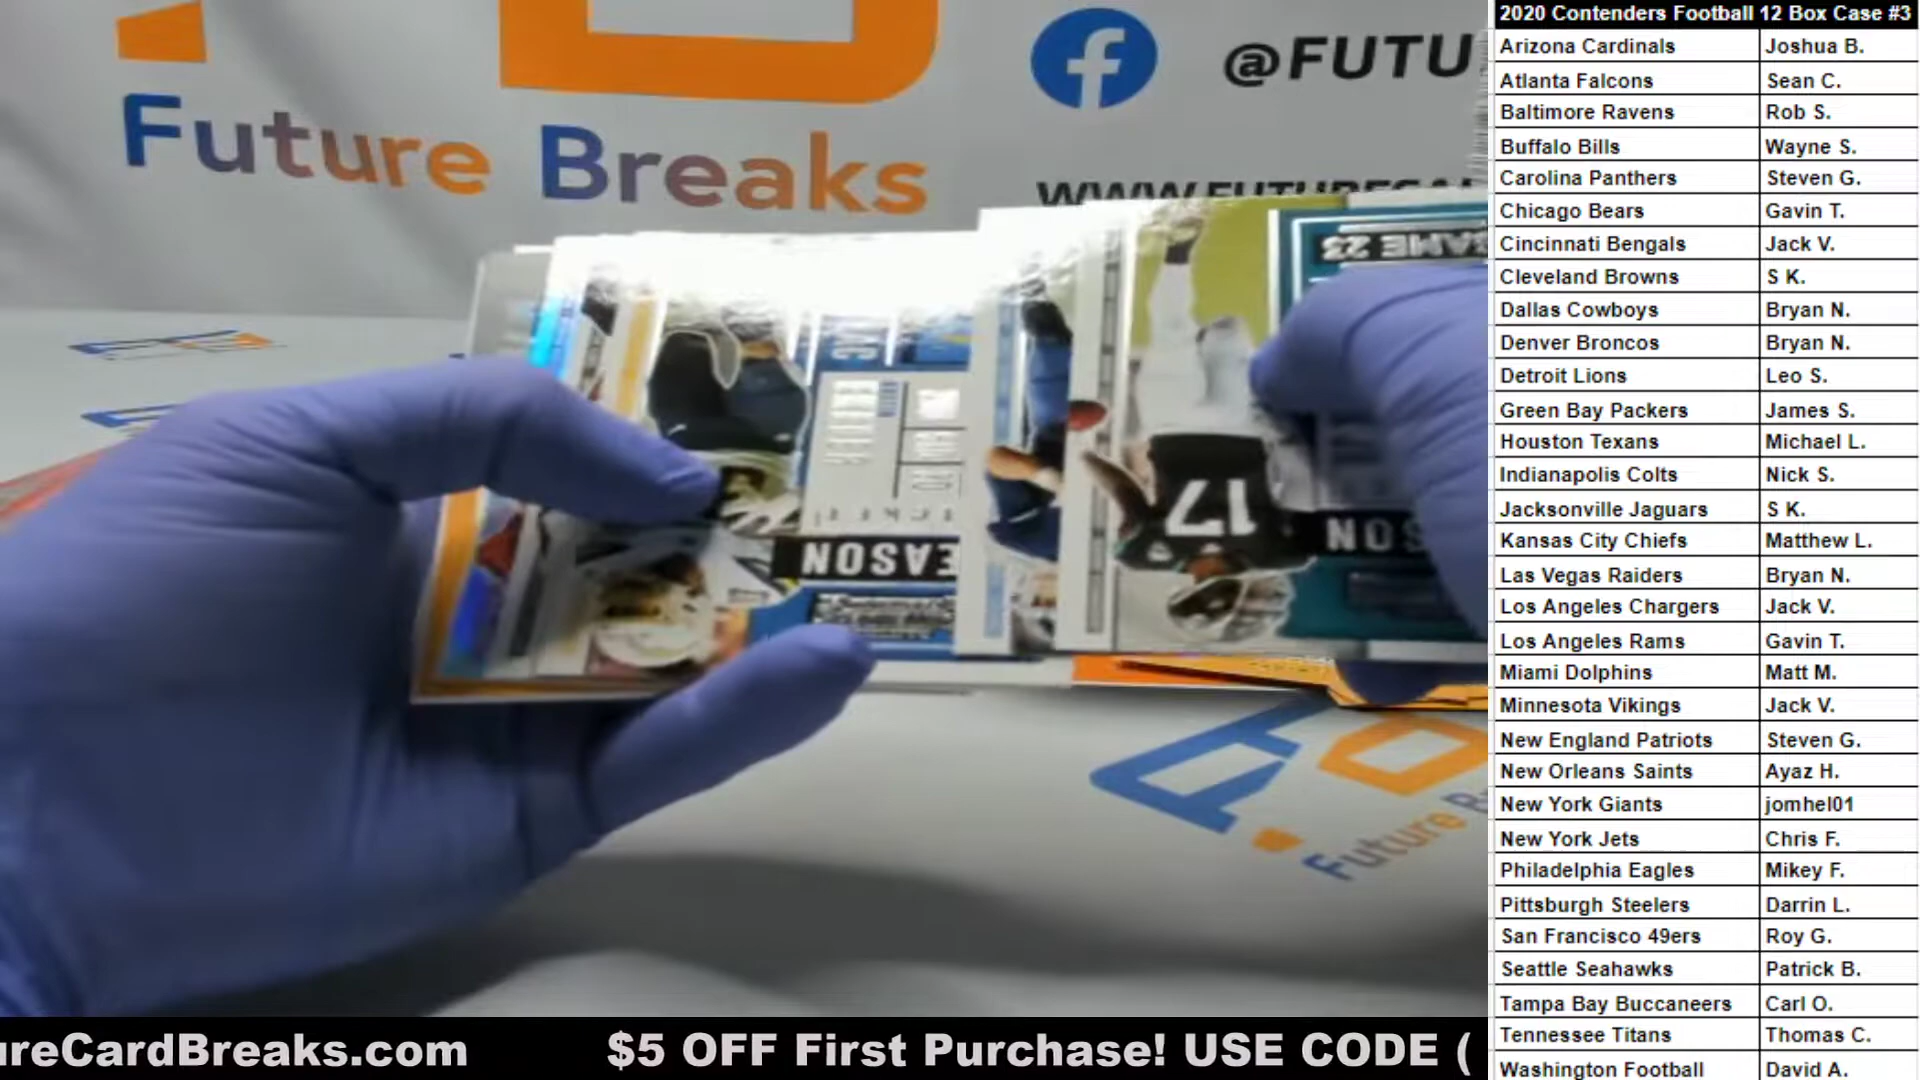 Future Breaks
@FUTU
GAME 23
EASON
SON
17
Future B
2020 Contenders Football 12 Box Case #3
Arizona Cardinals Joshua B.
Atlanta Falcons Sean C.
Baltimore Ravens Rob S.
Buffalo Bills Wayne S.
Carolina Panthers Steven G.
Chicago Bears Gavin T.
Cincinnati Bengals Jack V.
Cleveland Browns S K.
Dallas Cowboys Bryan N.
Denver Broncos Bryan N.
Detroit Lions Leo S.
Green Bay Packers James S.
Houston Texans Michael L.
Indianapolis Colts Nick S.
Jacksonville Jaguars S K.
Kansas City Chiefs Matthew L.
Las Vegas Raiders Bryan N.
Los Angeles Chargers Jack V.
Los Angeles Rams Gavin T.
Miami Dolphins Matt M.
Minnesota Vikings Jack V.
New England Patriots Steven G.
New Orleans Saints Ayaz H.
New York Giants jomhel01
New York Jets Chris F.
Philadelphia Eagles Mikey F.
Pittsburgh Steelers Darrin L.
San Francisco 49ers Roy G.
Seattle Seahawks Patrick B.
Tampa Bay Buccaneers Carl O.
Tennessee Titans Thomas C.
Washington Football David A.
ureCardBreaks.com $5 OFF First Purchase! USE CODE (